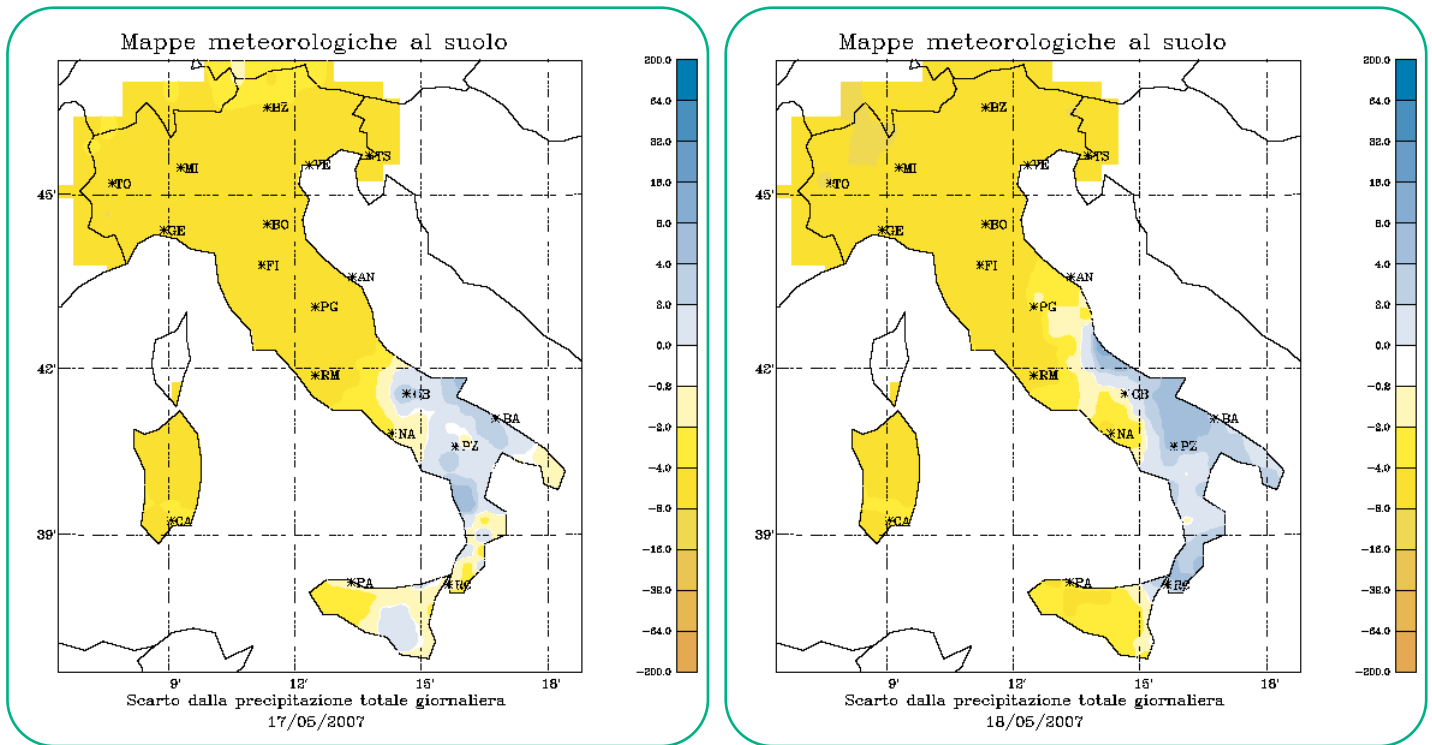 Mappe meteorologiche al suolo
200.0
64.0
32.0
16.0
8.0
4.0
2.0
0.0
-0.8
-2.0
-4.0
-8.0
-16.0
-32.0
-64.0
-200.0
BZ
TS
VE
MI
TO
45'
BO
GE
FI
AN
PG
42'
RM
CB
BA
NA
PZ
CA
39'
PA
RC
9'
12'
15'
18'
Scarto dalla precipitazione totale giornaliera
17/05/2007
Mappe meteorologiche al suolo
200.0
64.0
32.0
16.0
8.0
4.0
2.0
0.0
-0.8
-2.0
-4.0
-8.0
-16.0
-32.0
-64.0
-200.0
BZ
TS
VE
MI
TO
45'
BO
GE
FI
AN
PG
42'
RM
CB
BA
NA
PZ
CA
39'
PA
RC
9'
12'
15'
18'
Scarto dalla precipitazione totale giornaliera
18/05/2007